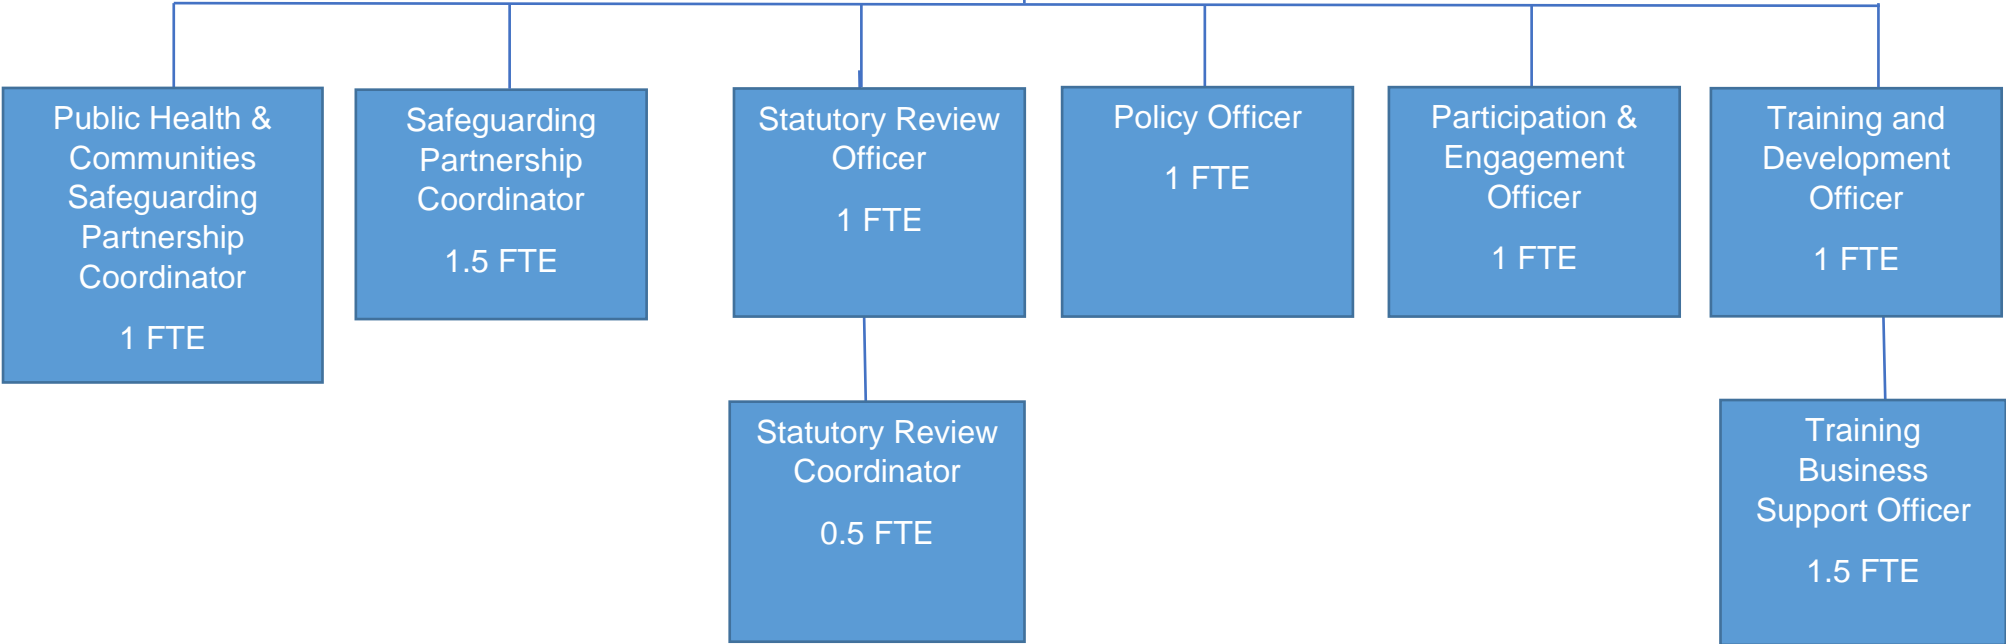 Public Health &
Communities
Safeguarding
Partnership
Coordinator
1 FTE
Safeguarding
Partnership
Coordinator
1.5 FTE
Statutory Review
Officer
1 FTE
Policy Officer
1 FTE
Participation &
Engagement
Officer
1 FTE
Training and
Development
Officer
1 FTE
Statutory Review
Coordinator
0.5 FTE
Training
Business
Support Officer
1.5 FTE